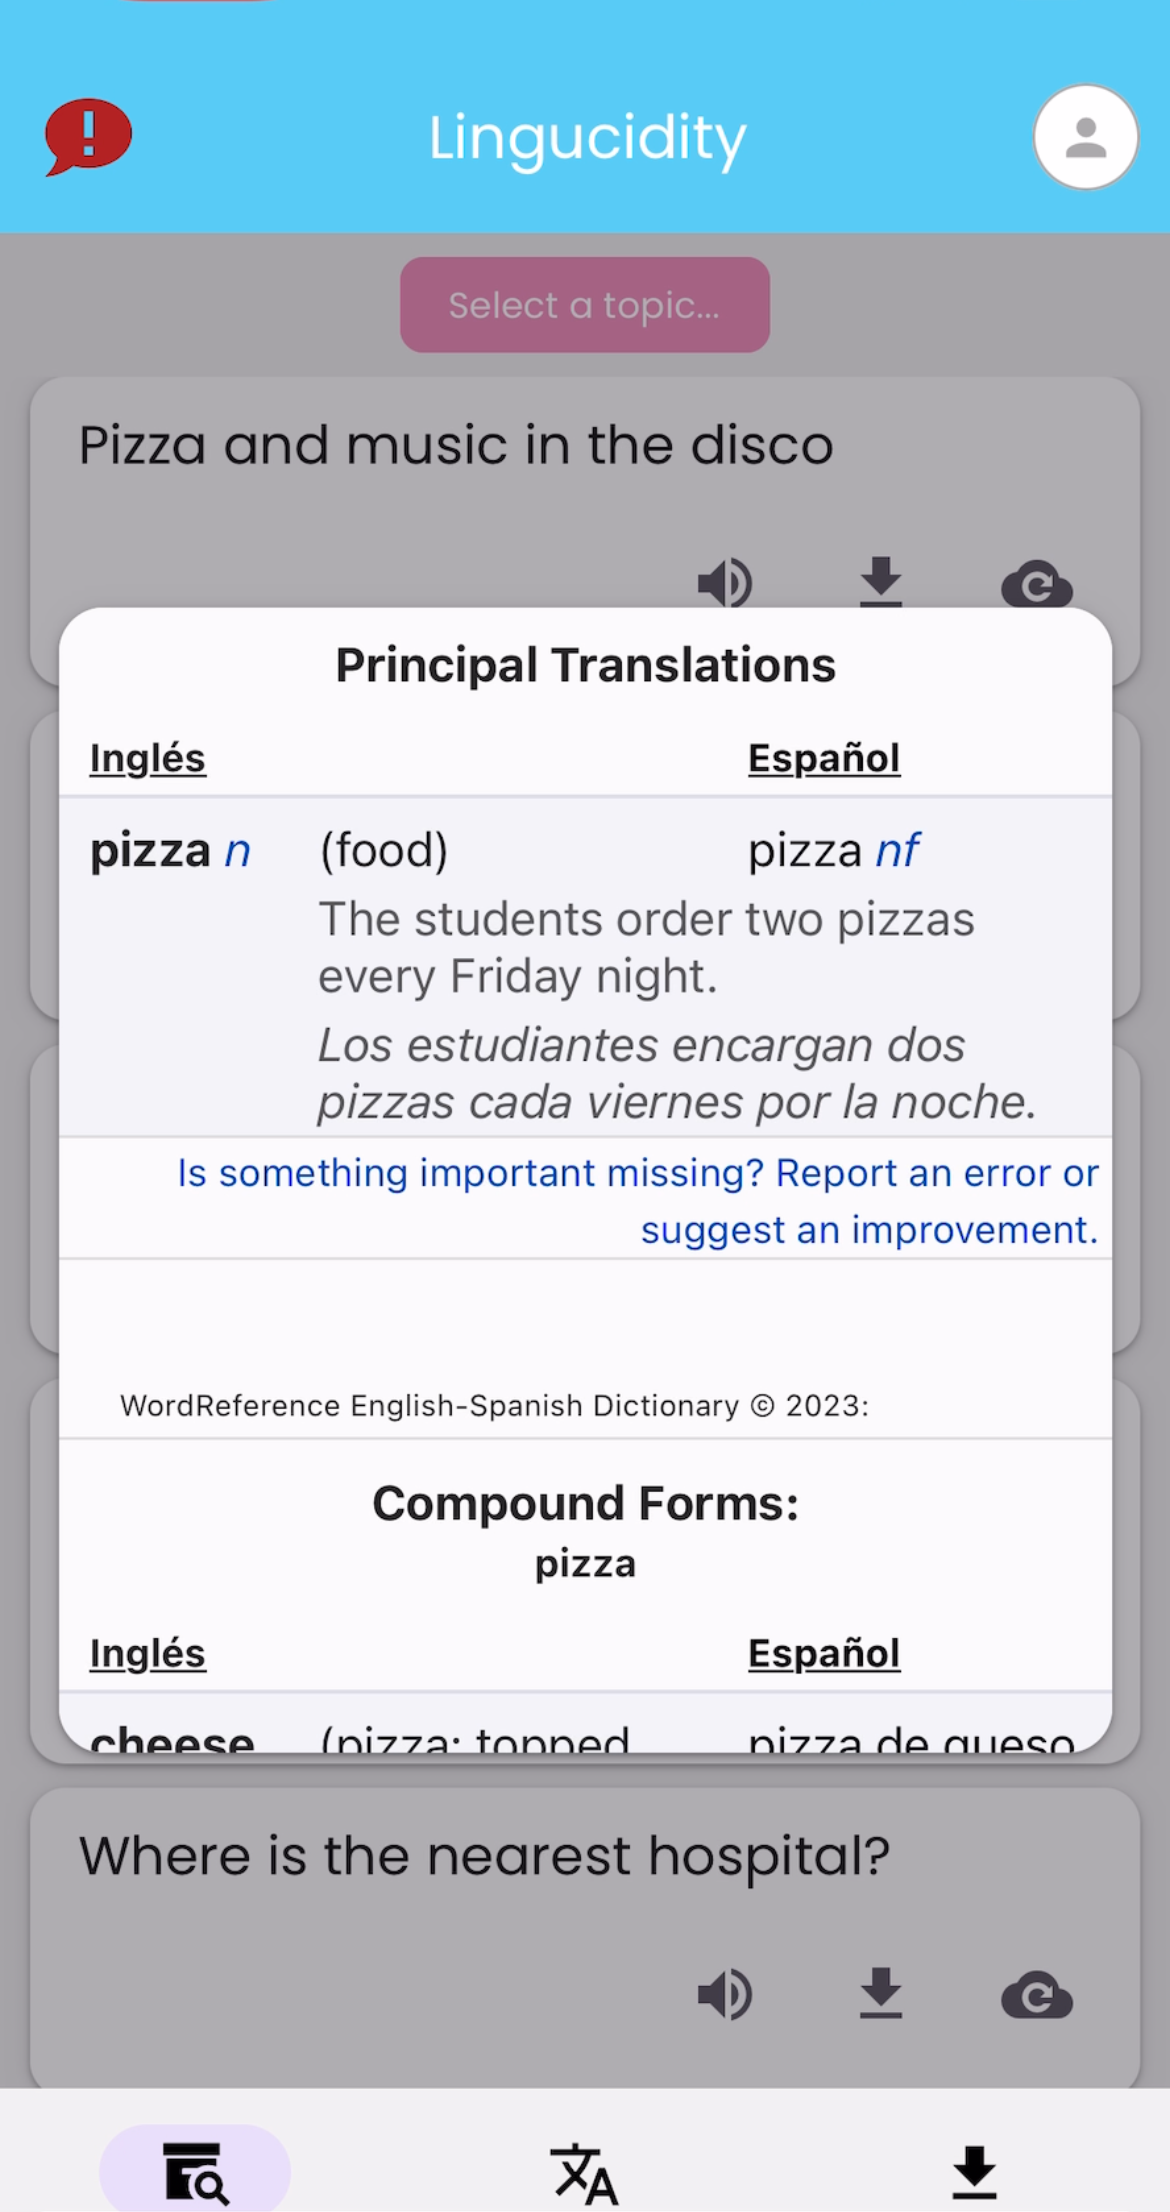 Lingucidity
Select a topic...
Pizza and music in the disco
Principal Translations
Inglés Español
pizza n (food) pizza nf
The students order two pizzas
every Friday night.
Los estudiantes encargan dos
pizzas cada viernes por la noche.
Is something important missing? Report an error or
suggest an improvement.
WordReference English-Spanish Dictionary © 2023:
Compound Forms:
pizza
Inglés Español
cheese (pizza: topped pizza de queso
Where is the nearest hospital?